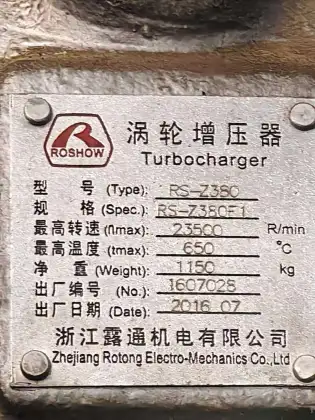 ROSHOW
涡轮增压器
Turbocharger
型 号 (Type): RS-Z380
规 格 (Spec.): RS-Z380F1
最高转速 (nmax): 23500 R/min
最高温度 (tmax): 650 °C
净 重 (Weight): 1150 kg
出厂编号 (No.): 1607028
出厂日期 (Date): 2016 07
浙江露通机电有限公司
Zhejiang Rotong Electro-Mechanics Co.,Ltd